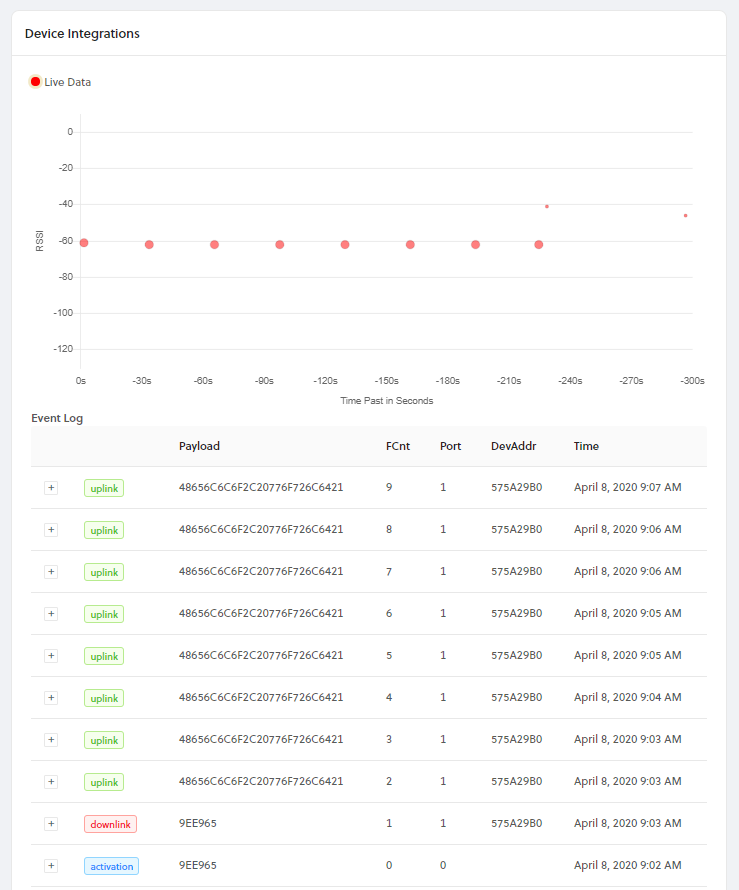 Device Integrations
Live Data
0
-20
-40
-60
-80
-100
-120
RSSI
0s -30s -60s -90s -120s -150s -180s -210s -240s -270s -300s
Time Past in Seconds
Event Log
Payload FCnt Port DevAddr Time
+ uplink 48656C6C6F2C20776F726C6421 9 1 575A29B0 April 8, 2020 9:07 AM
+ uplink 48656C6C6F2C20776F726C6421 8 1 575A29B0 April 8, 2020 9:06 AM
+ uplink 48656C6C6F2C20776F726C6421 7 1 575A29B0 April 8, 2020 9:06 AM
+ uplink 48656C6C6F2C20776F726C6421 6 1 575A29B0 April 8, 2020 9:05 AM
+ uplink 48656C6C6F2C20776F726C6421 5 1 575A29B0 April 8, 2020 9:05 AM
+ uplink 48656C6C6F2C20776F726C6421 4 1 575A29B0 April 8, 2020 9:04 AM
+ uplink 48656C6C6F2C20776F726C6421 3 1 575A29B0 April 8, 2020 9:03 AM
+ uplink 48656C6C6F2C20776F726C6421 2 1 575A29B0 April 8, 2020 9:03 AM
+ downlink 9EE965 1 1 575A29B0 April 8, 2020 9:03 AM
+ activation 9EE965 0 0 April 8, 2020 9:02 AM